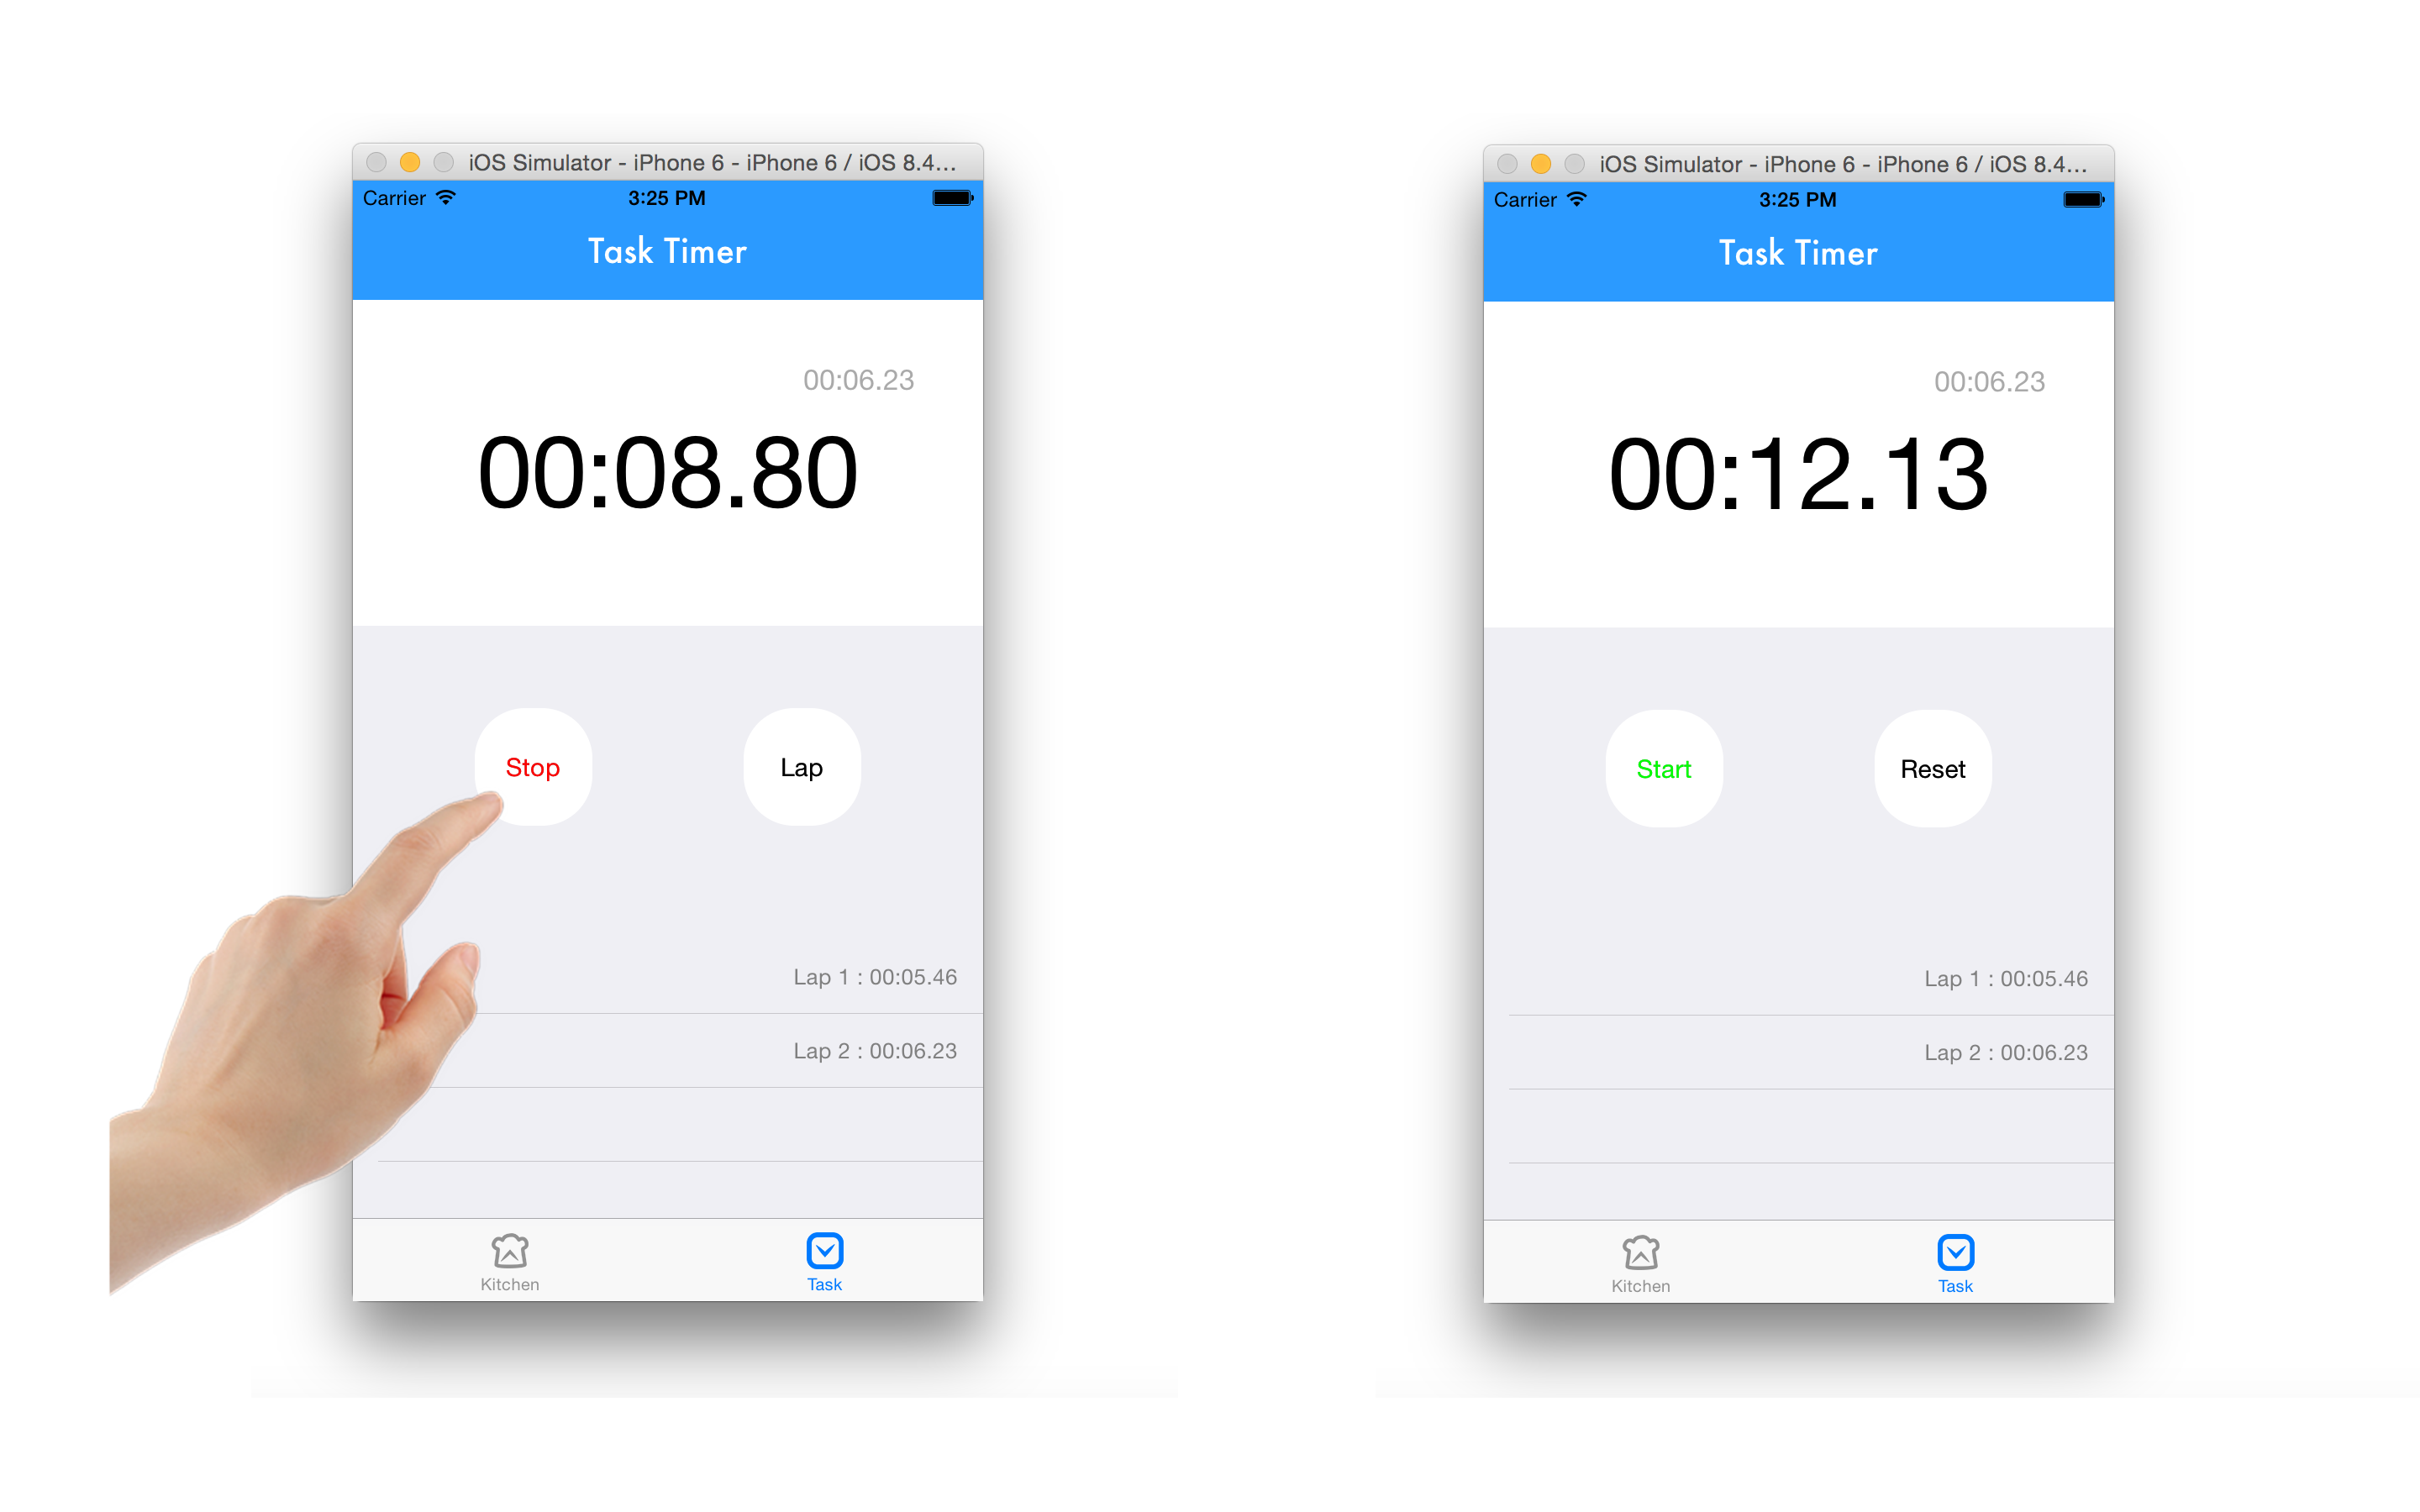 iOS Simulator - iPhone 6 - iPhone 6 / iOS 8.4...
Carrier 3:25 PM
Task Timer
00:06.23
00:08.80
Stop Lap
Lap 1 : 00:05.46
Lap 2 : 00:06.23
Kitchen Task
iOS Simulator - iPhone 6 - iPhone 6 / iOS 8.4...
Carrier 3:25 PM
Task Timer
00:06.23
00:12.13
Start Reset
Lap 1 : 00:05.46
Lap 2 : 00:06.23
Kitchen Task